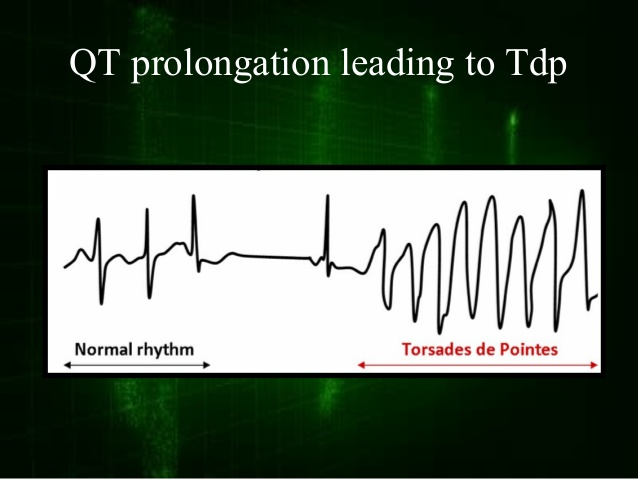 QT prolongation leading to Tdp
Normal rhythm
Torsades de Pointes